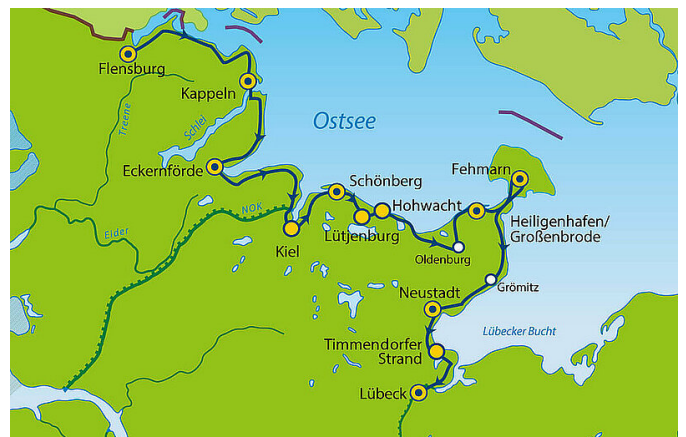 Flensburg
Kappeln
Treene
Schlei
Ostsee
Eckernförde
Schönberg
Fehmarn
NOK
Hohwacht
Eider
Lütjenburg
Heiligenhafen/
Großenbrode
Kiel
Oldenburg
Grömitz
Neustadt
Lübecker Bucht
Timmendorfer
Strand
Lübeck